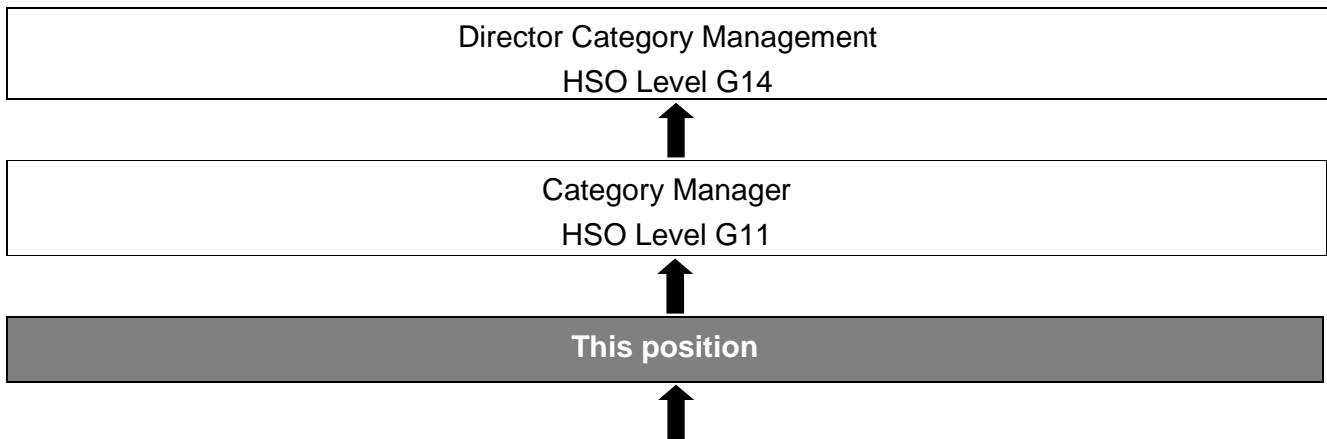 Director Category Management
HSO Level G14
Category Manager
HSO Level G11
This position